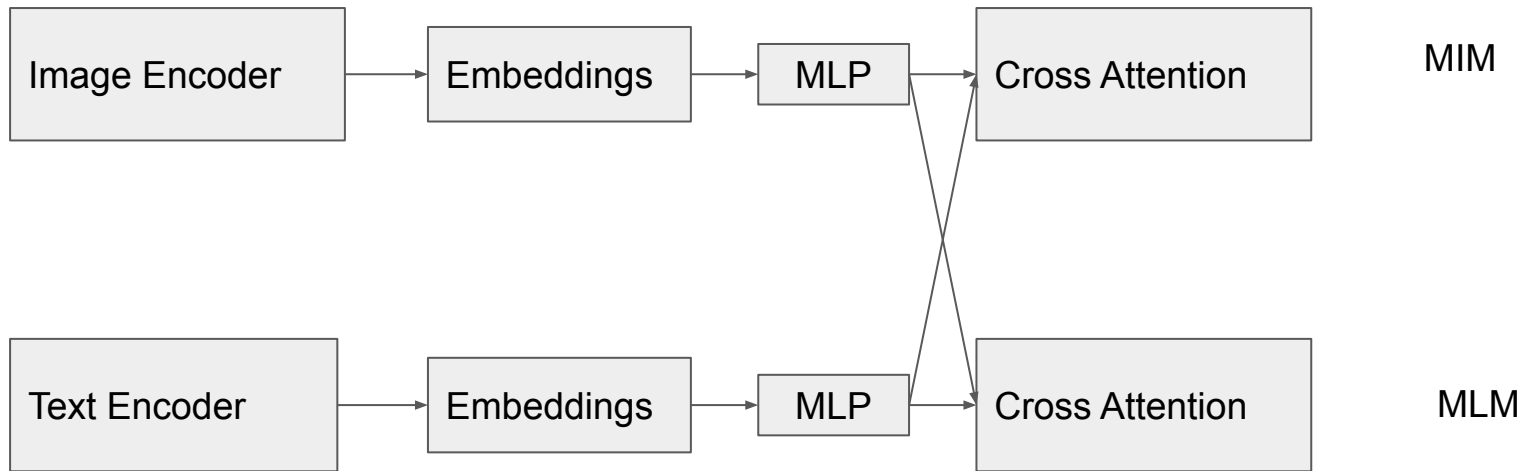 Image Encoder
Embeddings
MLP
Cross Attention
MIM
Text Encoder
Embeddings
MLP
Cross Attention
MLM